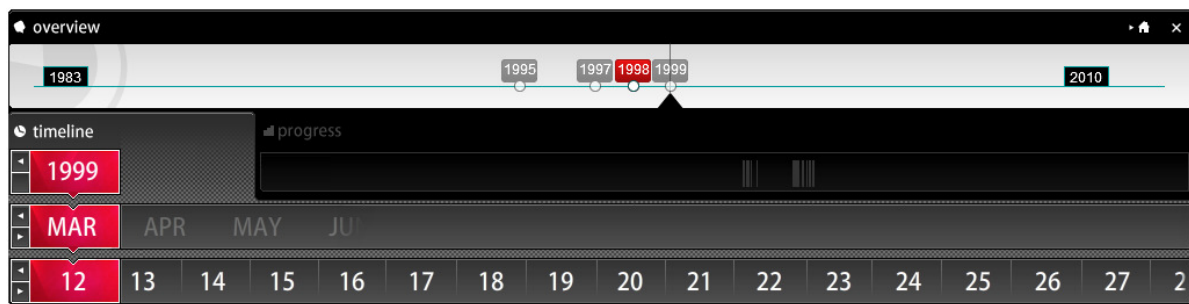 overview
1983 1995 1997 1998 1999 2010
timeline progress
1999
MAR APR MAY
12 13 14 15 16 17 18 19 20 21 22 23 24 25 26 27